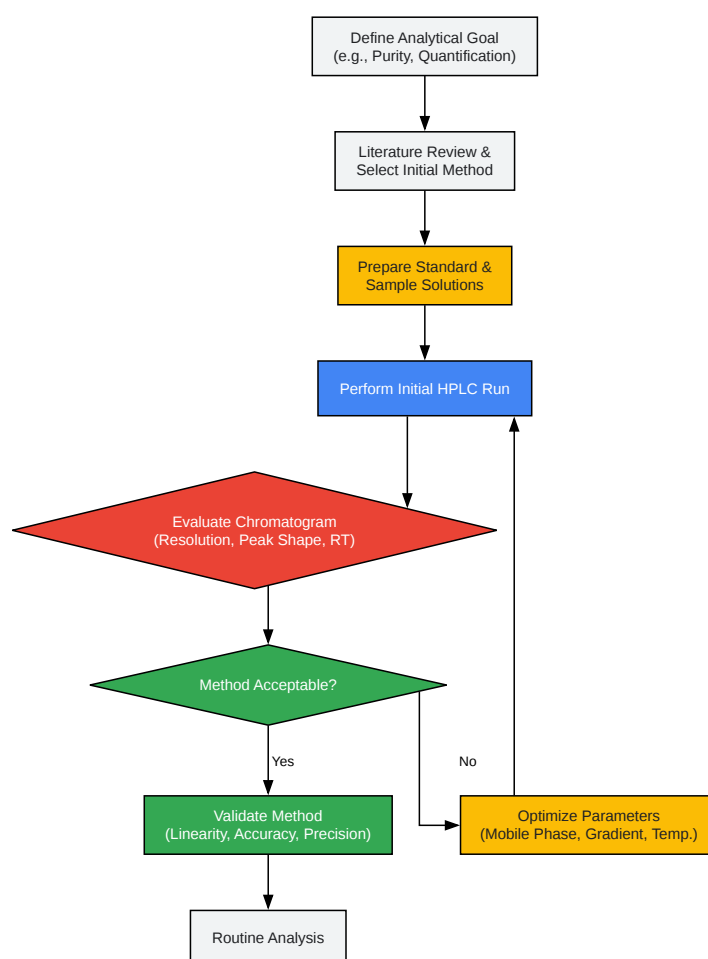 Define Analytical Goal
(e.g., Purity, Quantification)
Literature Review &
Select Initial Method
Prepare Standard &
Sample Solutions
Perform Initial HPLC Run
Evaluate Chromatogram
(Resolution, Peak Shape, RT)
Method Acceptable?
Yes
No
Validate Method
(Linearity, Accuracy, Precision)
Optimize Parameters
(Mobile Phase, Gradient, Temp.)
Routine Analysis